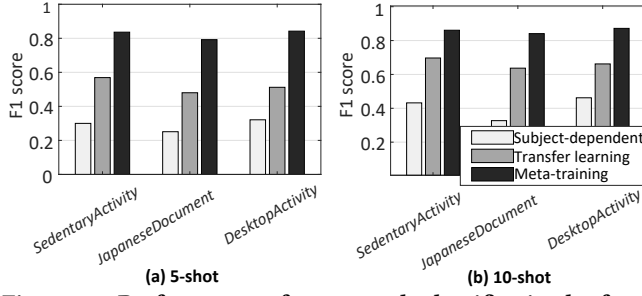 1
0.8
0.6
0.4
0.2
0
F1 score
SedentaryActivity
JapaneseDocument
DesktopActivity
(a) 5-shot
1
0.8
0.6
0.4
0.2
F1 score
Subject-dependent
Transfer learning
Meta-training
SedentaryActivity
JapaneseDocument
DesktopActivity
(b) 10-shot